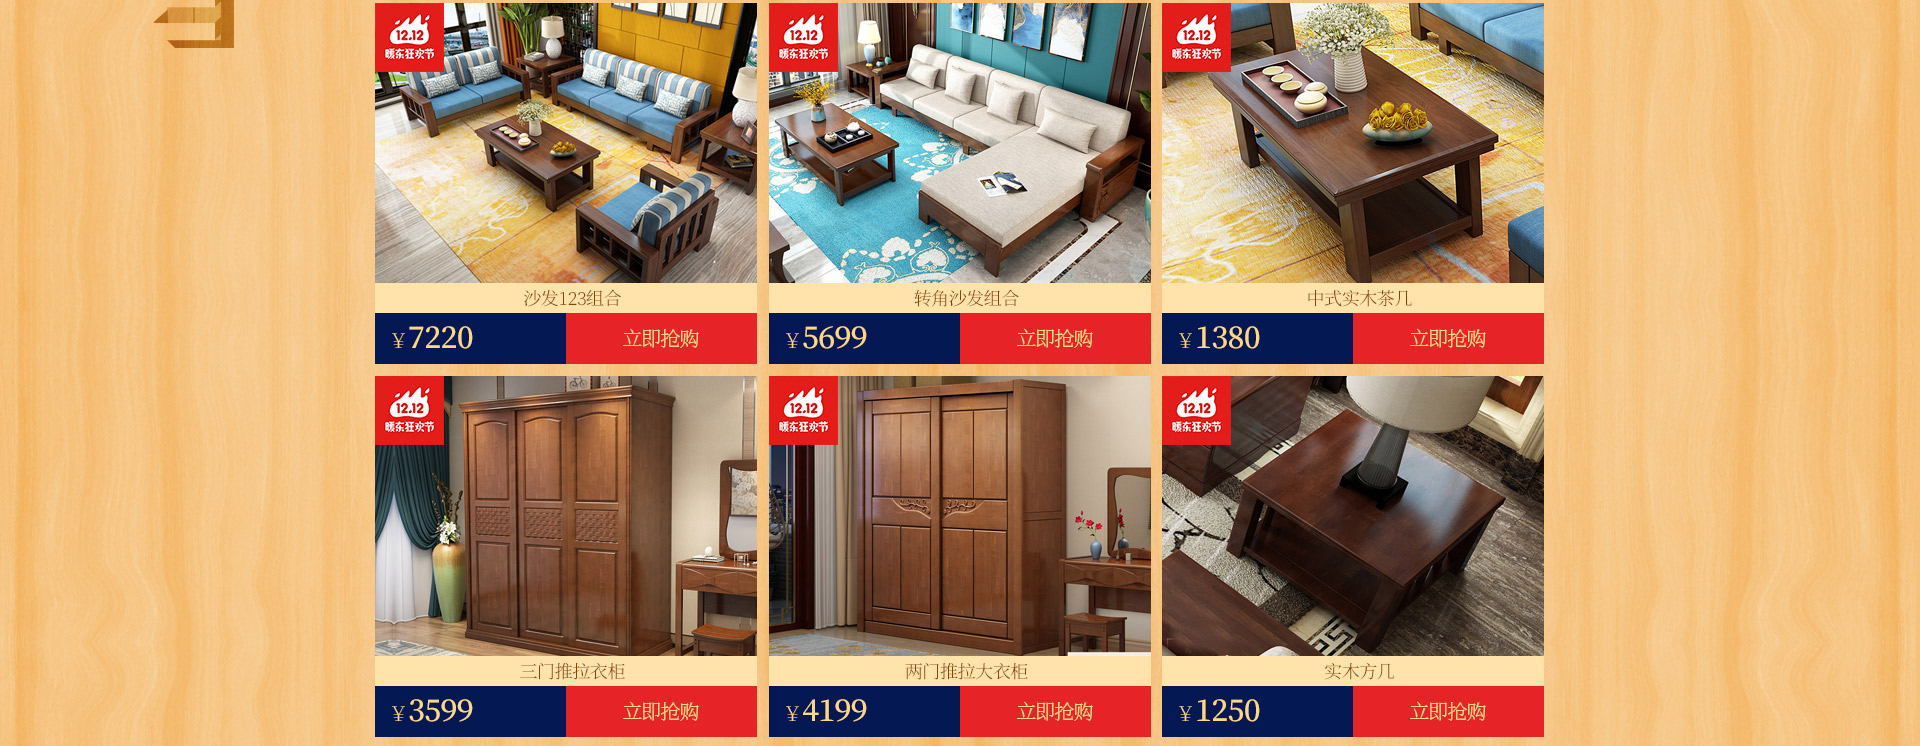 12.12
暖东狂欢节
12.12
暖东狂欢节
12.12
暖东狂欢节
沙发123组合
转角沙发组合
中式实木茶几
￥7220
立即抢购
￥5699
立即抢购
￥1380
立即抢购
12.12
暖东狂欢节
12.12
暖东狂欢节
12.12
暖东狂欢节
三门推拉衣柜
两门推拉大衣柜
实木方几
￥3599
立即抢购
￥4199
立即抢购
￥1250
立即抢购